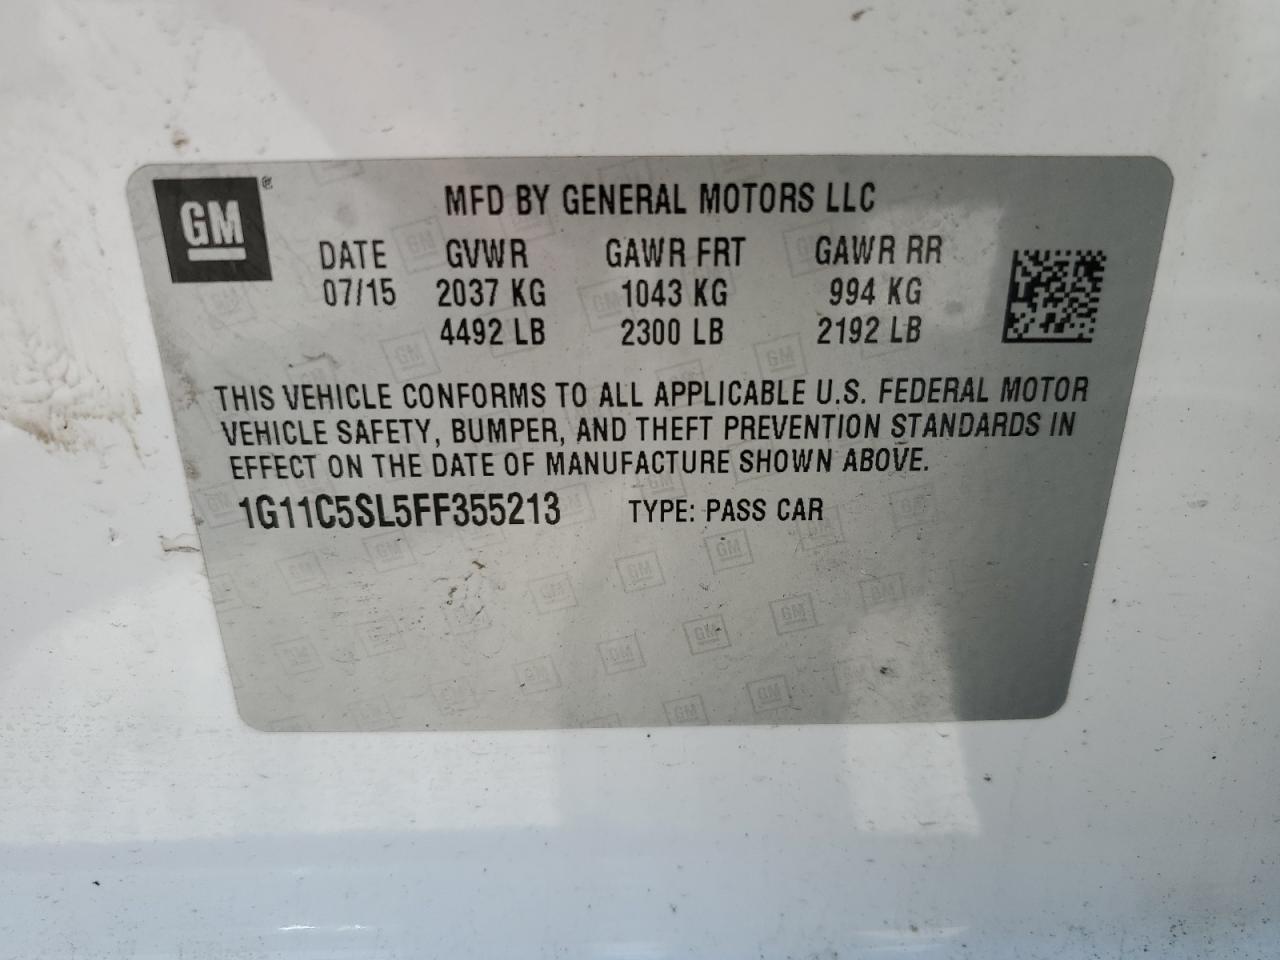 GM ®
MFD BY GENERAL MOTORS LLC
DATE GVWR GAWR FRT GAWR RR
07/15 2037 KG 1043 KG 994 KG
4492 LB 2300 LB 2192 LB
THIS VEHICLE CONFORMS TO ALL APPLICABLE U.S. FEDERAL MOTOR
VEHICLE SAFETY, BUMPER, AND THEFT PREVENTION STANDARDS IN
EFFECT ON THE DATE OF MANUFACTURE SHOWN ABOVE.
1G11C5SL5FF355213 TYPE: PASS CAR